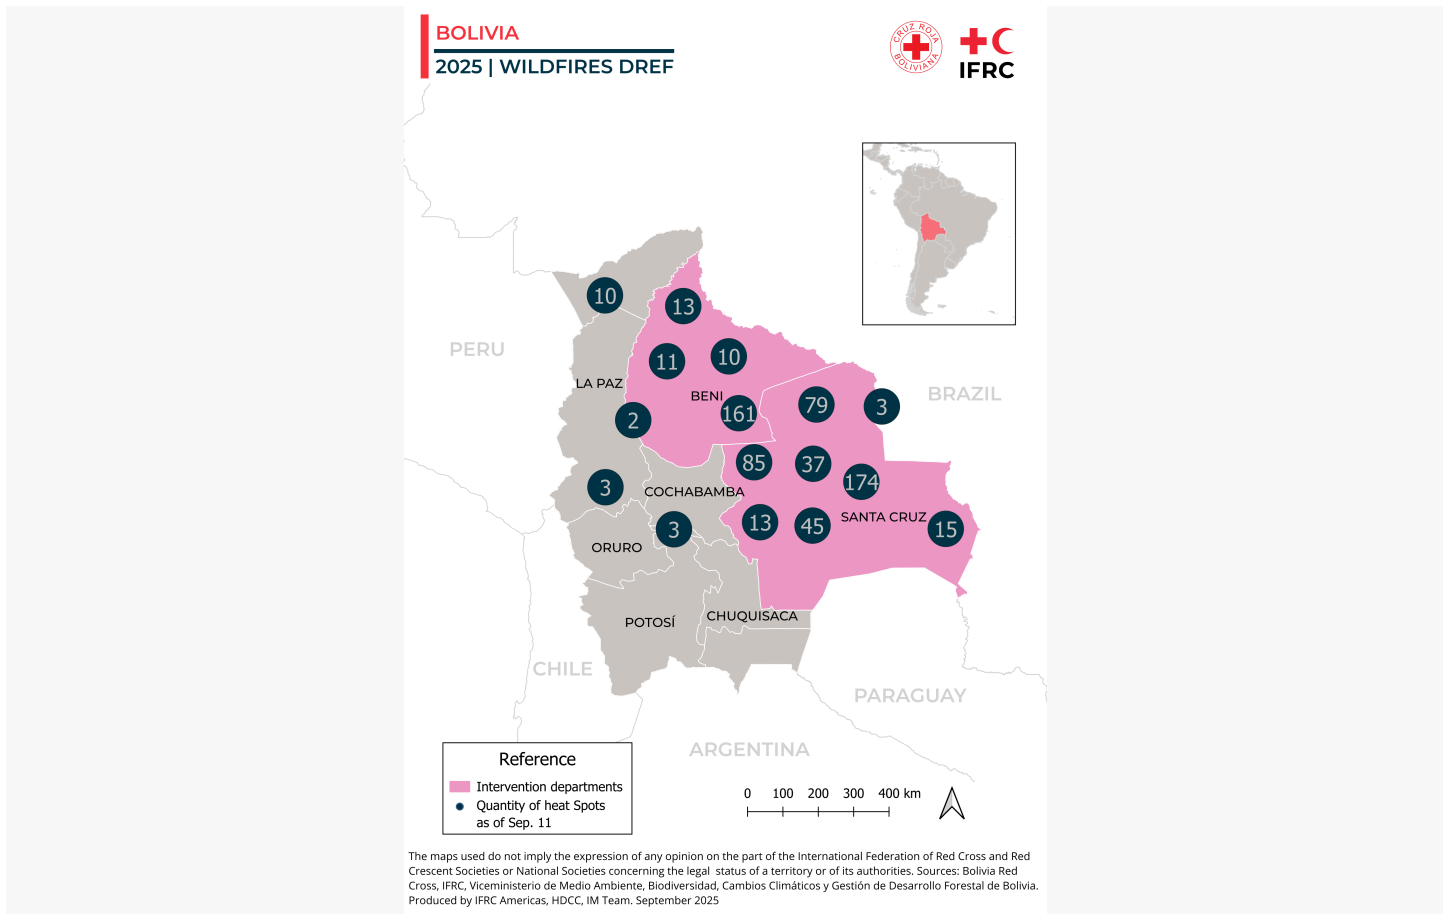 BOLIVIA
2025 | WILDFIRES DREF
CRUZ ROJA
BOLIVIANA
IFRC
10
13
PERU
11
10
LA PAZ
BENI
BRAZIL
79
3
2
161
85
37
174
3
COCHABAMBA
13
45
SANTA CRUZ
15
3
ORURO
POTOSÍ
CHUQUISACA
CHILE
PARAGUAY
ARGENTINA
Reference
Intervention departments
Quantity of heat Spots
as of Sep. 11
0 100 200 300 400 km
The maps used do not imply the expression of any opinion on the part of the International Federation of Red Cross and Red
Crescent Societies or National Societies concerning the legal status of a territory or of its authorities. Sources: Bolivia Red
Cross, IFRC, Viceministerio de Medio Ambiente, Biodiversidad, Cambios Climáticos y Gestión de Desarrollo Forestal de Bolivia.
Produced by IFRC Americas, HDCC, IM Team. September 2025